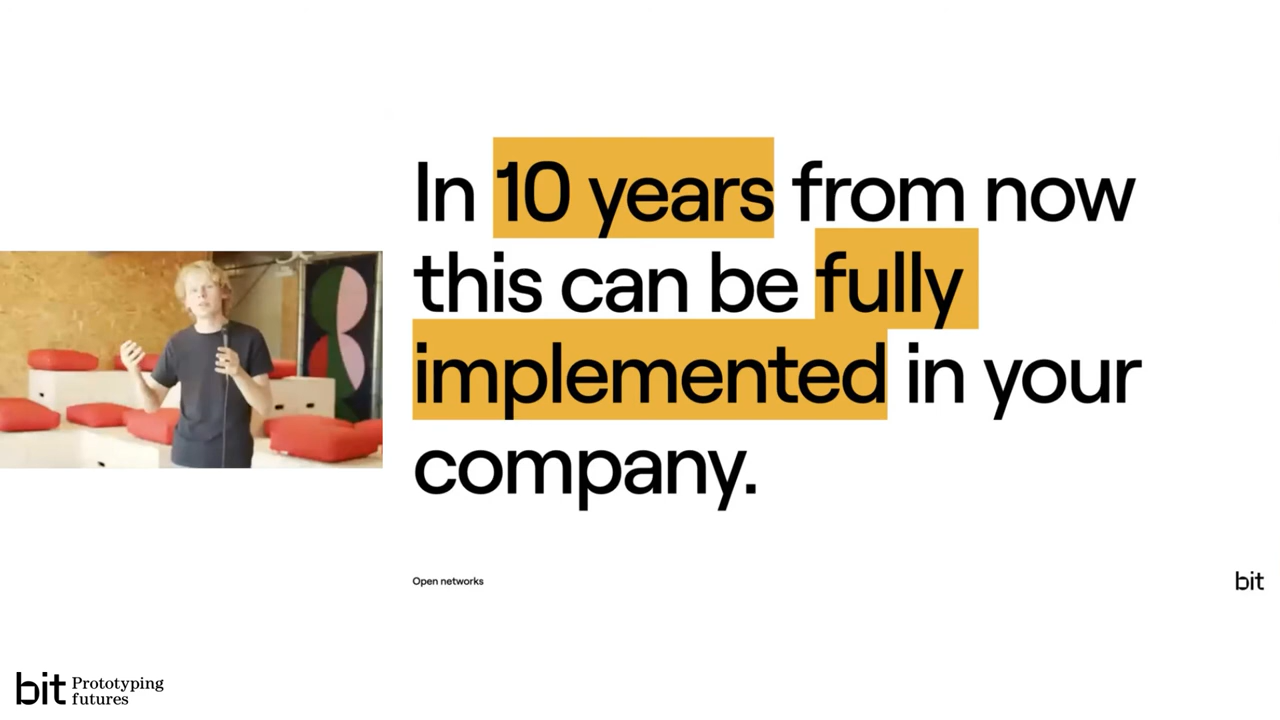 In 10 years from now
this can be fully
implemented in your
company.
Open networks
bit
bit Prototyping
futures